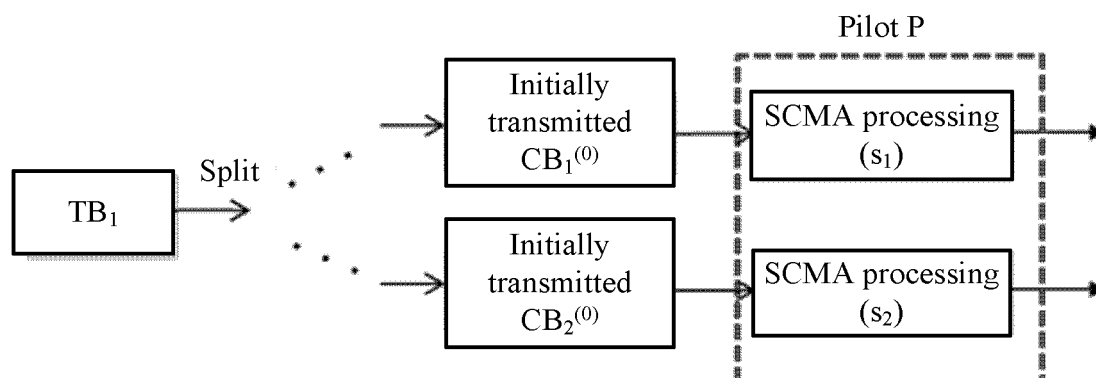 Pilot P
Initially
transmitted
CB₁⁽⁰⁾
SCMA processing
(s₁)
TB₁
Split
Initially
transmitted
CB₂⁽⁰⁾
SCMA processing
(s₂)